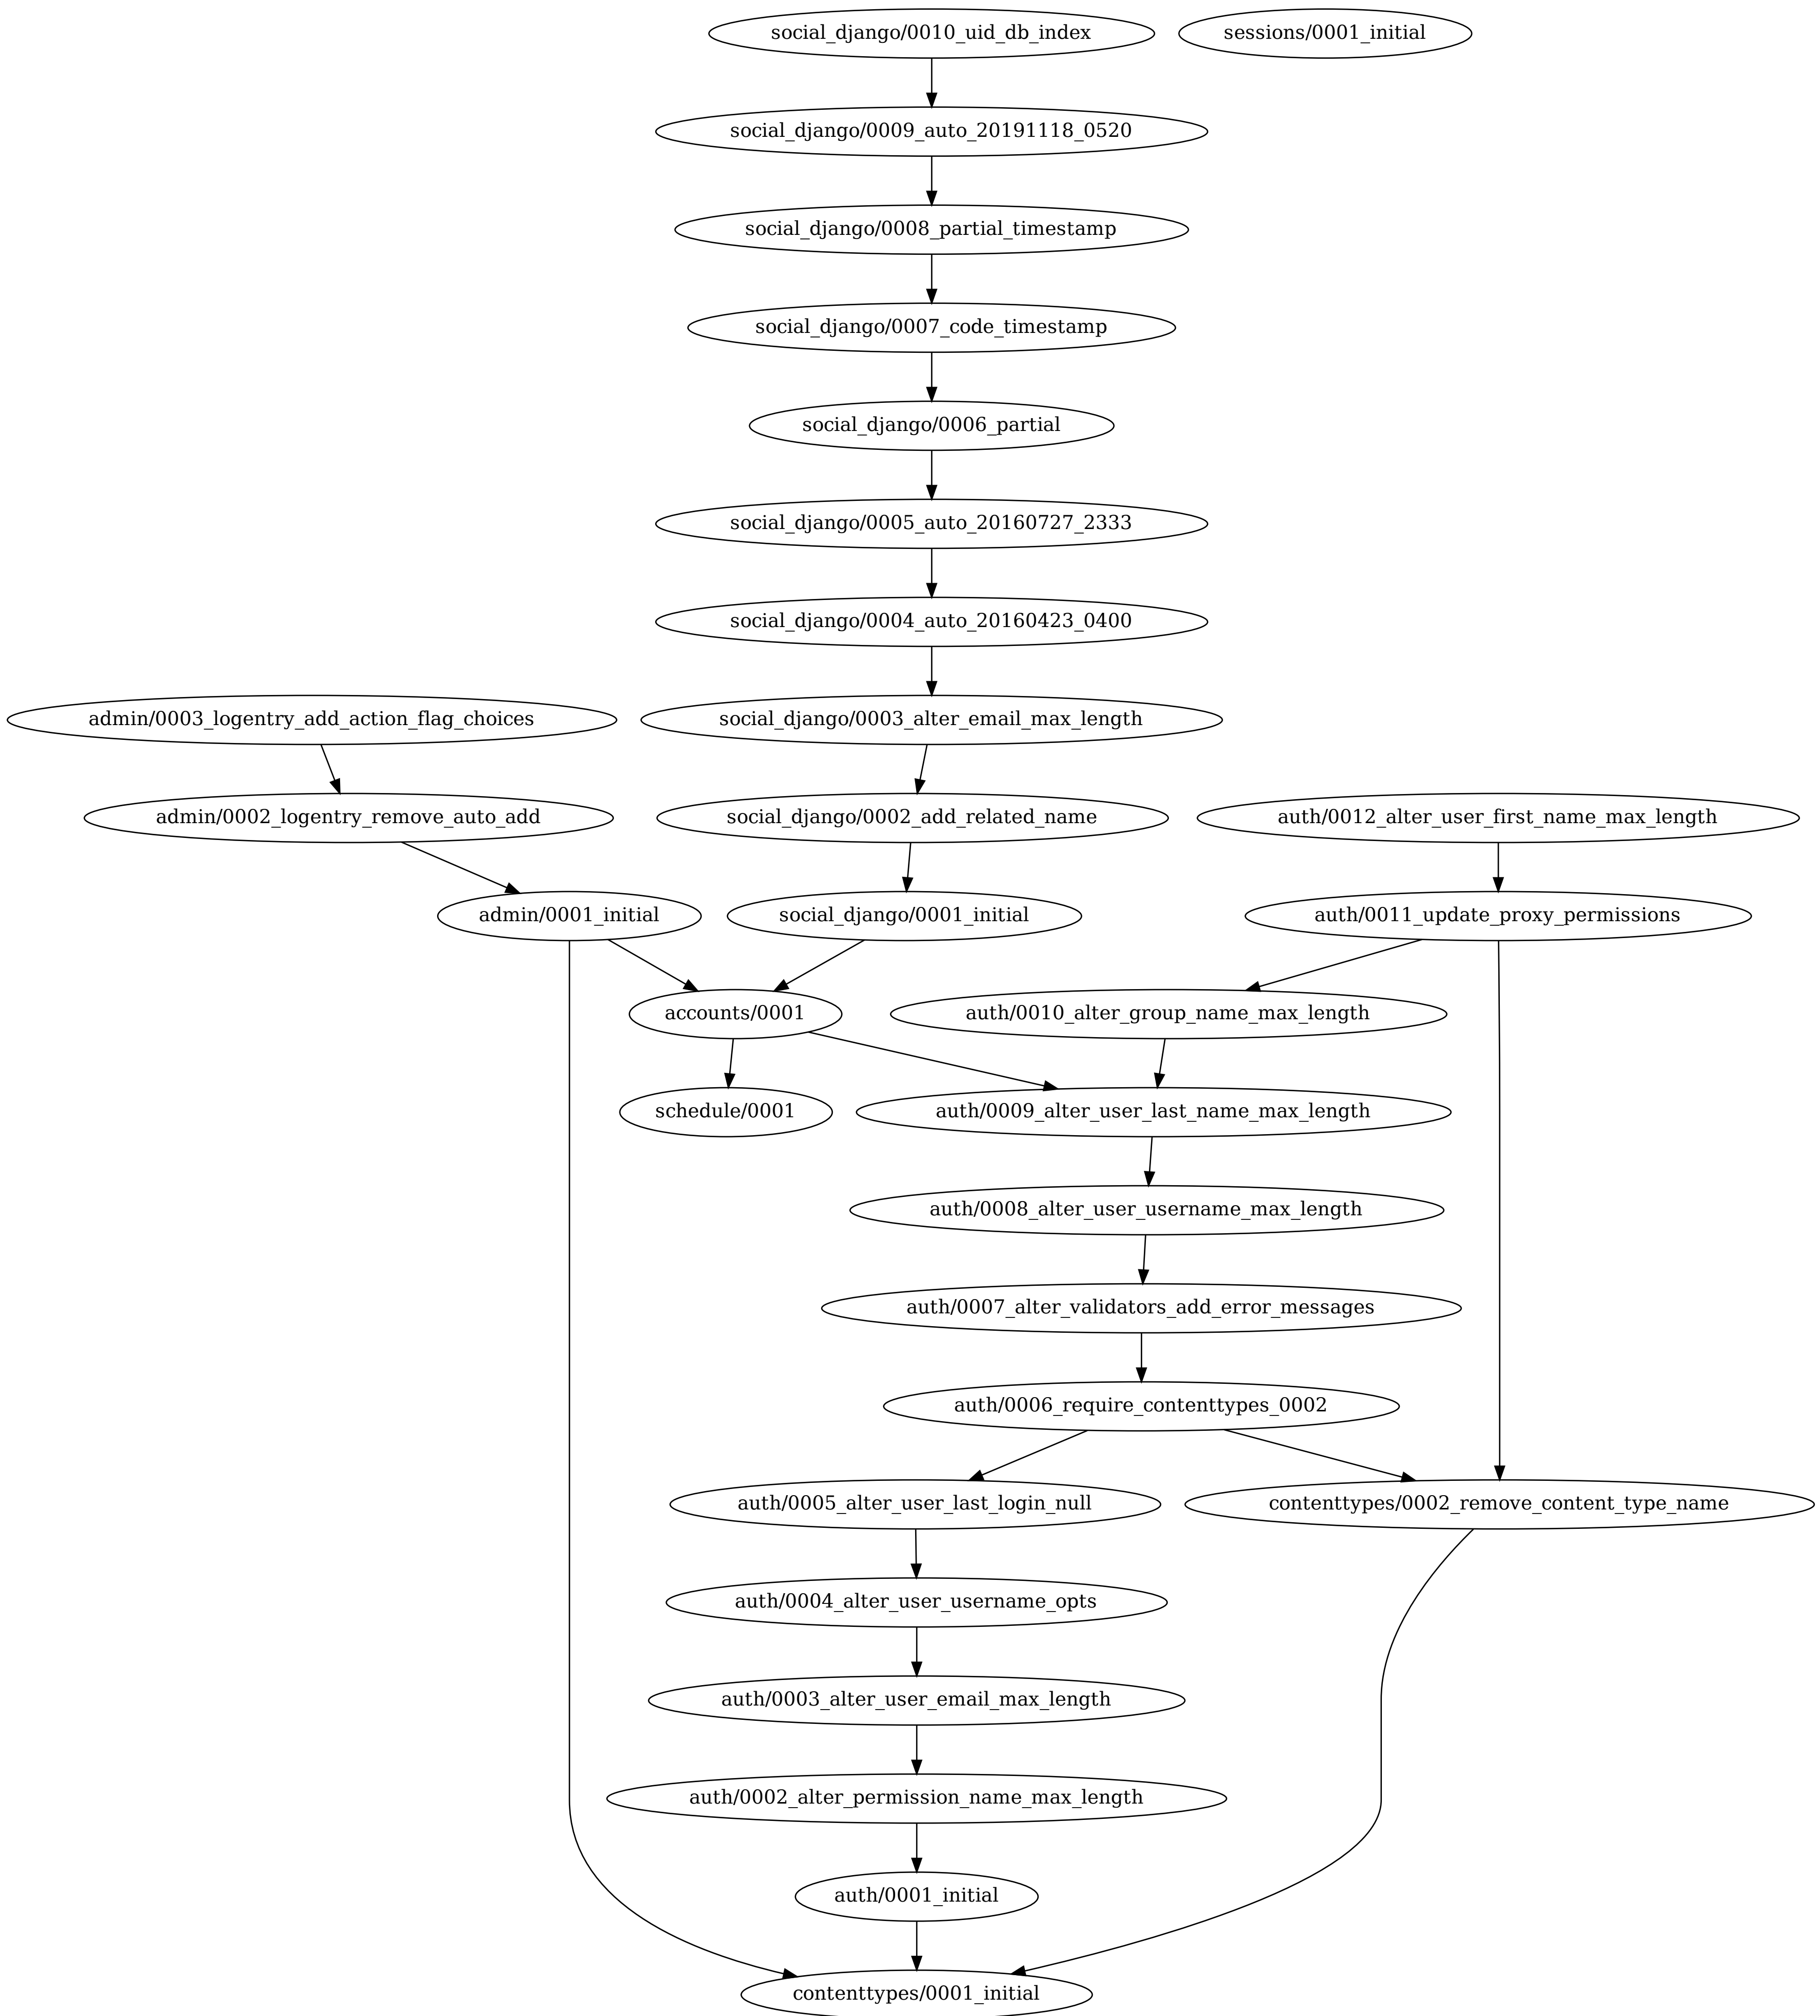 social_django/0010_uid_db_index
sessions/0001_initial
social_django/0009_auto_20191118_0520
social_django/0008_partial_timestamp
social_django/0007_code_timestamp
social_django/0006_partial
social_django/0005_auto_20160727_2333
social_django/0004_auto_20160423_0400
admin/0003_logentry_add_action_flag_choices
social_django/0003_alter_email_max_length
admin/0002_logentry_remove_auto_add
social_django/0002_add_related_name
auth/0012_alter_user_first_name_max_length
admin/0001_initial
social_django/0001_initial
auth/0011_update_proxy_permissions
accounts/0001
auth/0010_alter_group_name_max_length
schedule/0001
auth/0009_alter_user_last_name_max_length
auth/0008_alter_user_username_max_length
auth/0007_alter_validators_add_error_messages
auth/0006_require_contenttypes_0002
auth/0005_alter_user_last_login_null
contenttypes/0002_remove_content_type_name
auth/0004_alter_user_username_opts
auth/0003_alter_user_email_max_length
auth/0002_alter_permission_name_max_length
auth/0001_initial
contenttypes/0001_initial